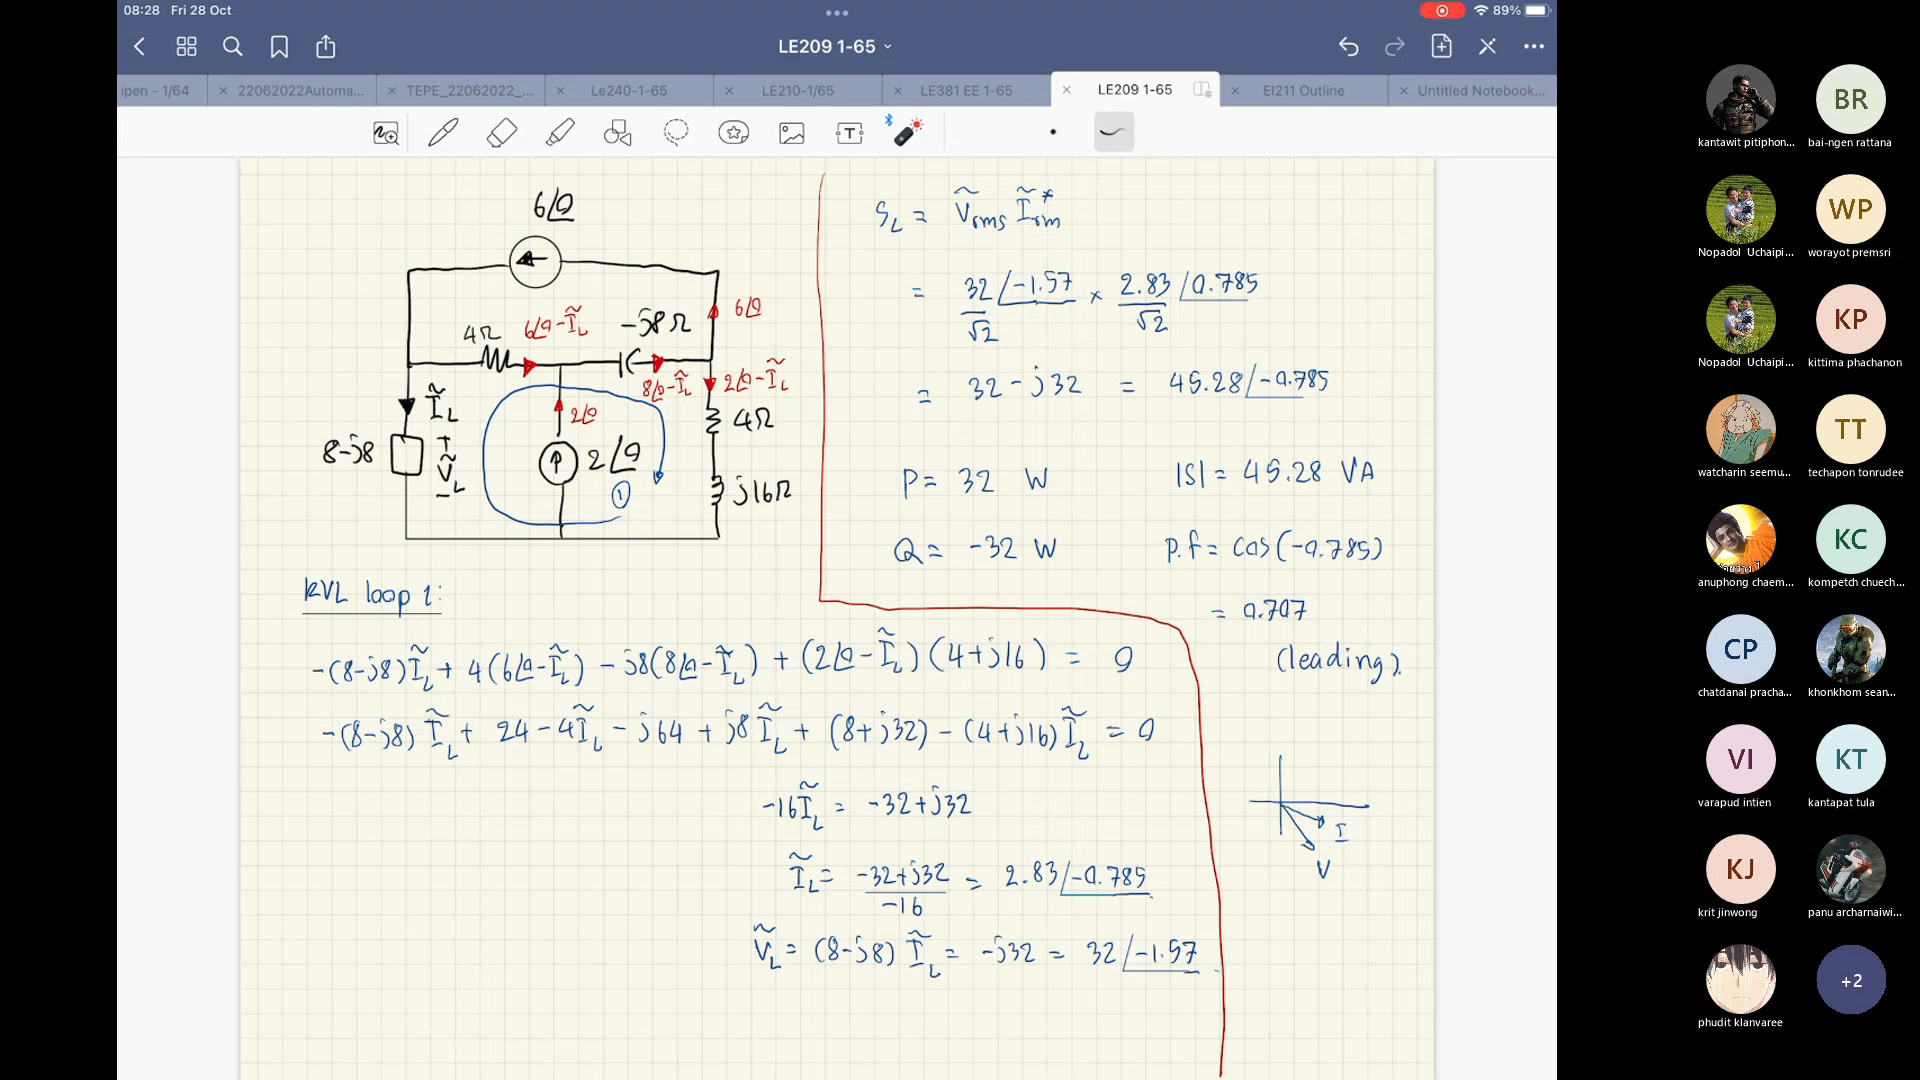 08:28 Fri 28 Oct
89%
LE209 1-65
ipen - 1/64
22062022Automa...
TEPE_22062022_...
Le240-1-65
LE210-1/65
LE381 EE 1-65
LE209 1-65
EI211 Outline
Untitled Notebook...
6∠0
4Ω
6∠0-Ĩ_L
-j8Ω
6∠0
8∠0-Ĩ_L
2∠0-Ĩ_L
Ĩ_L
2∠0
4Ω
8-j8
+
Ṽ_L
-
2∠0
①
j16Ω
KVL loop 1:
-(8-j8)Ĩ_L + 4(6∠0-Ĩ_L) - j8(8∠0-Ĩ_L) + (2∠0-Ĩ_L)(4+j16) = 0
-(8-j8)Ĩ_L + 24 - 4Ĩ_L - j64 + j8Ĩ_L + (8+j32) - (4+j16)Ĩ_L = 0
-16Ĩ_L = -32+j32
Ĩ_L = (-32+j32)/-16 = 2.83∠-0.785
Ṽ_L = (8-j8)Ĩ_L = -j32 = 32∠-1.57
S_L = Ṽ_rms Ĩ_rm*
= 32/√2 ∠-1.57 × 2.83/√2 ∠0.785
= 32-j32 = 45.28∠-0.785
P = 32 W
|S| = 45.28 VA
Q = -32 W
p.f = cos(-0.785)
= 0.707
(leading).
I
V
kantawit pitiphon...
BR
bai-ngen rattana
Nopadol Uchaipi...
WP
worayot premsri
Nopadol Uchaipi...
KP
kittima phachanon
watcharin seemu...
TT
techapon tonrudee
anuphong chaem...
KC
kompetch chuech...
CP
chatdanai pracha...
khonkhom sean...
VI
varapud intien
KT
kantapat tula
KJ
krit jinwong
panu archarnaiwi...
phudit klanvaree
+2